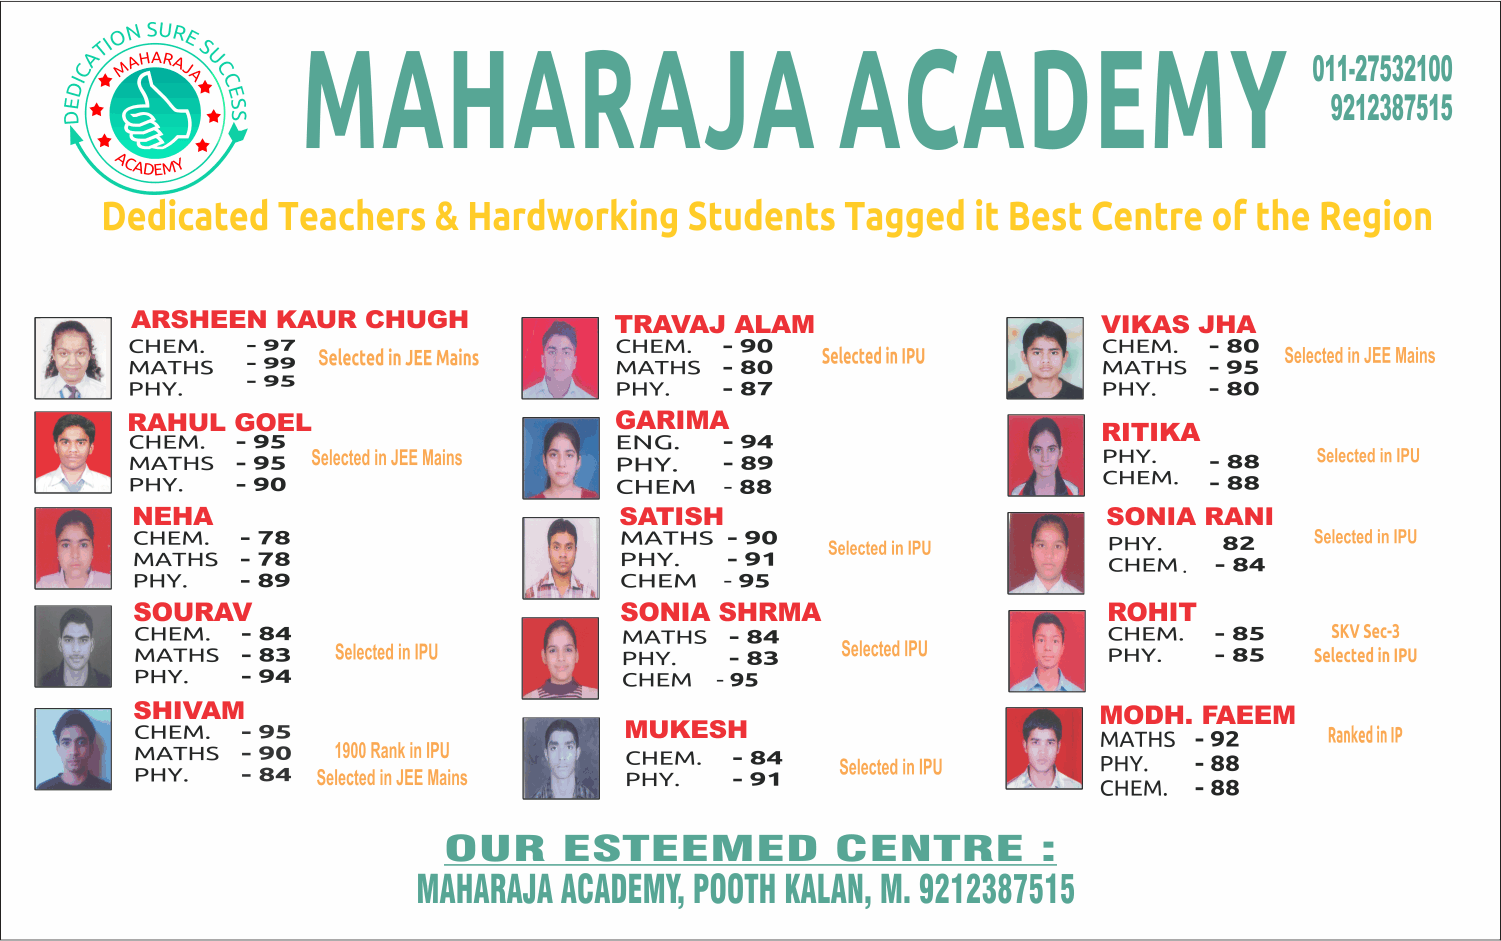 DEDICATION SURE SUCCESS
MAHARAJA
ACADEMY
MAHARAJA ACADEMY
011-27532100
9212387515
Dedicated Teachers & Hardworking Students Tagged it Best Centre of the Region
ARSHEEN KAUR CHUGH
CHEM. - 97
MATHS - 99
PHY. - 95
Selected in JEE Mains
RAHUL GOEL
CHEM. - 95
MATHS - 95
PHY. - 90
Selected in JEE Mains
NEHA
CHEM. - 78
MATHS - 78
PHY. - 89
SOURAV
CHEM. - 84
MATHS - 83
PHY. - 94
Selected in IPU
SHIVAM
CHEM. - 95
MATHS - 90
PHY. - 84
1900 Rank in IPU
Selected in JEE Mains
TRAVAJ ALAM
CHEM. - 90
MATHS - 80
PHY. - 87
Selected in IPU
GARIMA
ENG. - 94
PHY. - 89
CHEM - 88
SATISH
MATHS - 90
PHY. - 91
CHEM - 95
Selected in IPU
SONIA SHRMA
MATHS - 84
PHY. - 83
CHEM - 95
Selected IPU
MUKESH
CHEM. - 84
PHY. - 91
Selected in IPU
VIKAS JHA
CHEM. - 80
MATHS - 95
PHY. - 80
Selected in JEE Mains
RITIKA
PHY. - 88
CHEM. - 88
Selected in IPU
SONIA RANI
PHY. 82
CHEM. - 84
Selected in IPU
ROHIT
CHEM. - 85
PHY. - 85
SKV Sec-3
Selected in IPU
MODH. FAEEM
MATHS - 92
PHY. - 88
CHEM. - 88
Ranked in IP
OUR ESTEEMED CENTRE :
MAHARAJA ACADEMY, POOTH KALAN, M. 9212387515